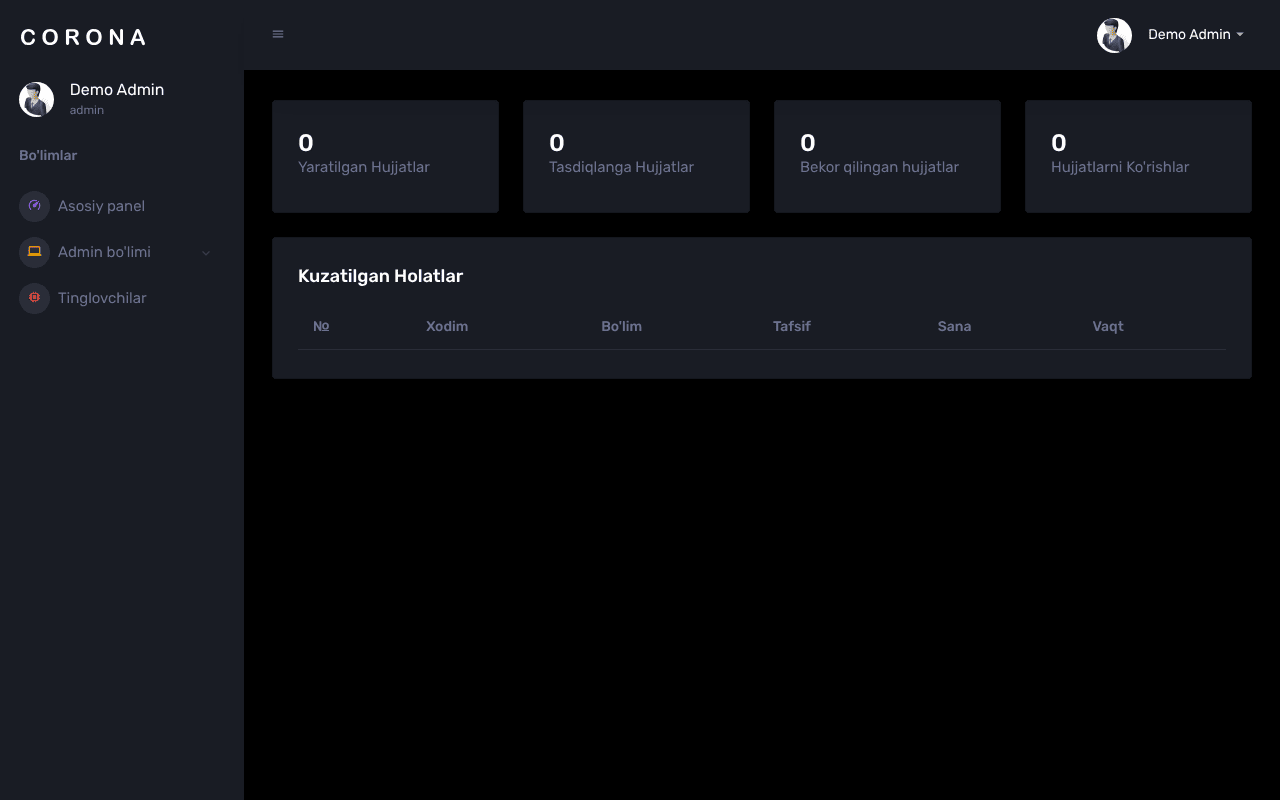 CORONA
Demo Admin
Demo Admin
admin
Bo'limlar
Asosiy panel
Admin bo'limi
Tinglovchilar
0
Yaratilgan Hujjatlar
0
Tasdiqlanga Hujjatlar
0
Bekor qilingan hujjatlar
0
Hujjatlarni Ko'rishlar
Kuzatilgan Holatlar
№ Xodim Bo'lim Tafsif Sana Vaqt